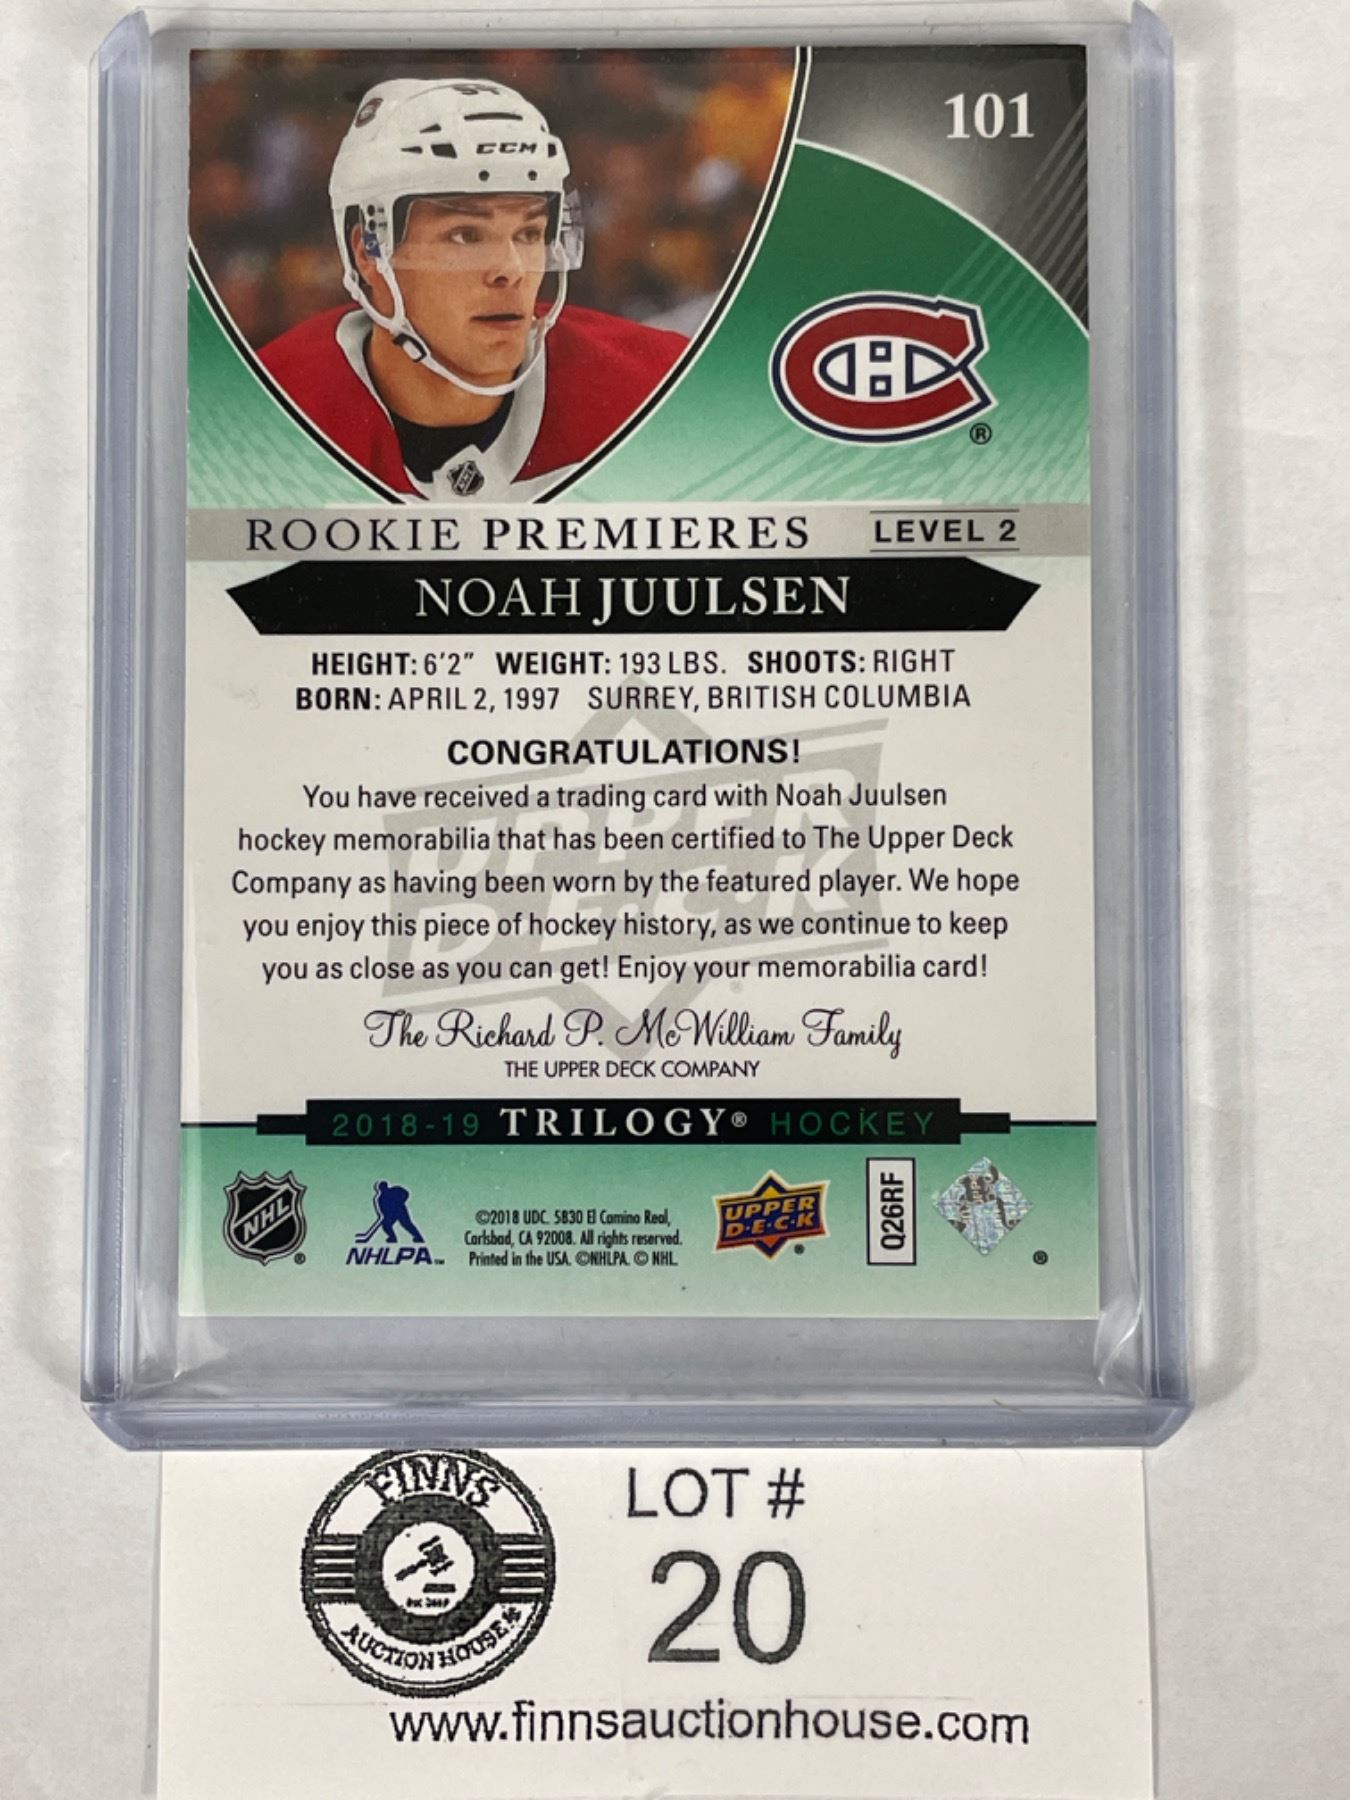 101
CCM
ROOKIE PREMIERES LEVEL 2
NOAH JUULSEN
HEIGHT: 6'2" WEIGHT: 193 LBS. SHOOTS: RIGHT
BORN: APRIL 2, 1997 SURREY, BRITISH COLUMBIA
CONGRATULATIONS!
You have received a trading card with Noah Juulsen
hockey memorabilia that has been certified to The Upper Deck
Company as having been worn by the featured player. We hope
you enjoy this piece of hockey history, as we continue to keep
you as close as you can get! Enjoy your memorabilia card!
The Richard P. McWilliam Family
THE UPPER DECK COMPANY
2018-19 TRILOGY® HOCKEY
NHL
NHLPA™
©2018 UDC. 5830 El Camino Real,
Carlsbad, CA 92008. All rights reserved.
Printed in the USA. ©NHLPA. © NHL.
UPPER
D·E·C·K
Q26RF
FINNS
AUCTION HOUSE
LOT #
20
www.finnsauctionhouse.com